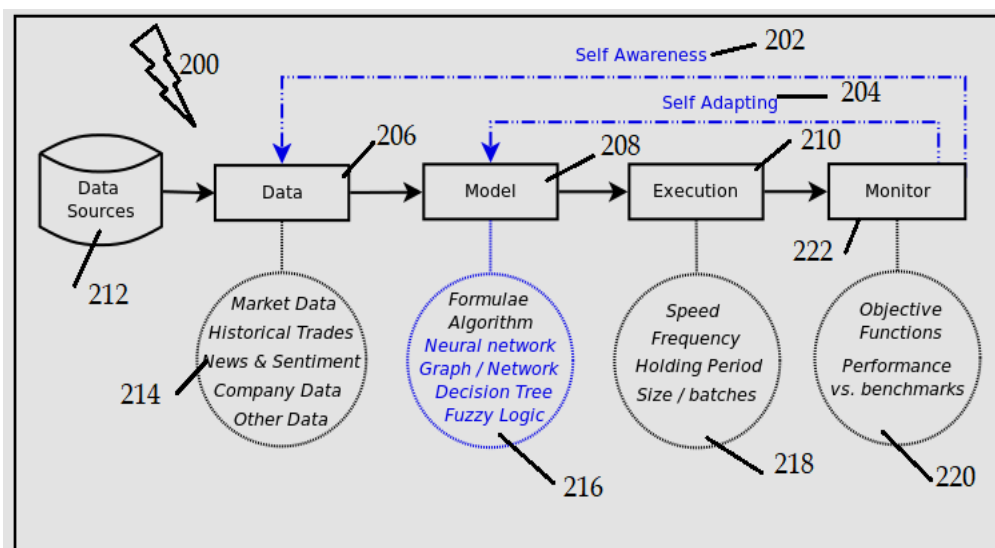 Self Awareness
202
200
Self Adapting
204
206
208
210
Data
Sources
Data
Model
Execution
Monitor
212
222
Market Data
Historical Trades
News & Sentiment
Company Data
Other Data
214
Formulae
Algorithm
Neural network
Graph / Network
Decision Tree
Fuzzy Logic
216
Speed
Frequency
Holding Period
Size / batches
218
Objective
Functions
Performance
vs. benchmarks
220